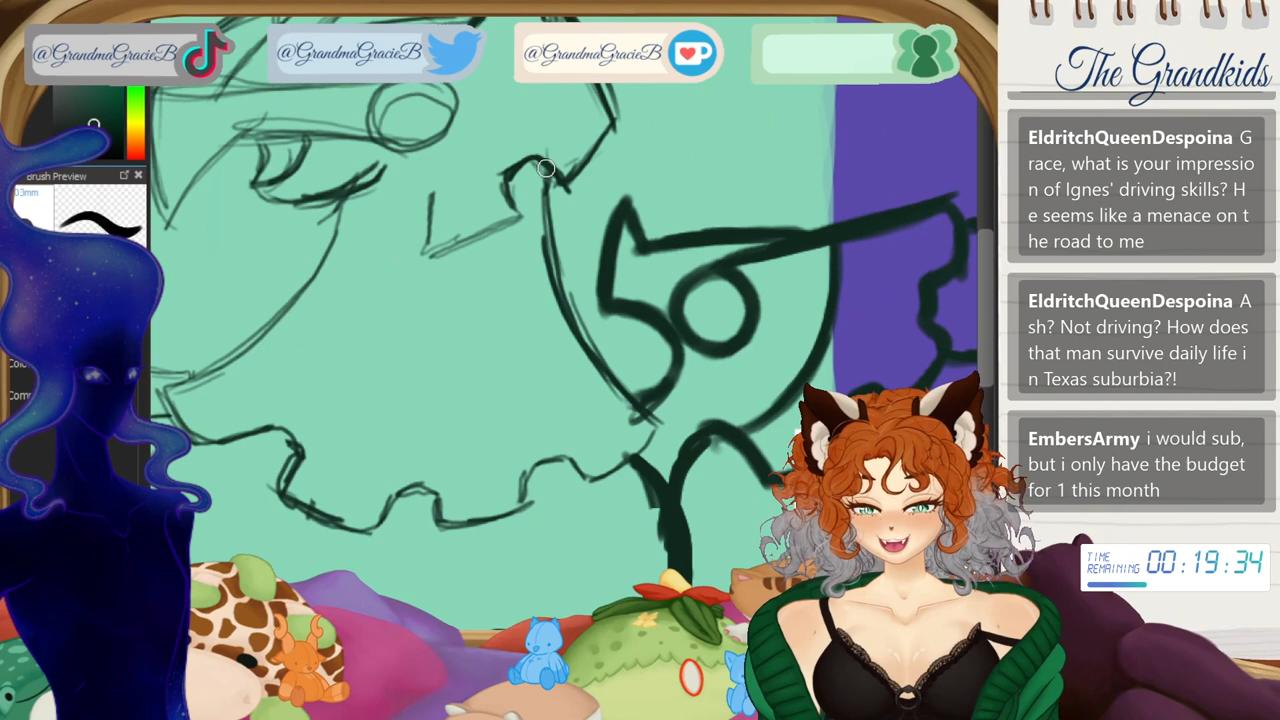 @GrandmaGracieB
@GrandmaGracieB
@GrandmaGracieB
The Grandkids
Brush Preview
EldritchQueenDespoina G
race, what is your impressio
n of Ignes' driving skills? H
e seems like a menace on t
he road to me
EldritchQueenDespoina A
sh? Not driving? How does
that man survive daily life i
n Texas suburbia?!
EmbersArmy i would sub,
but i only have the budget
for 1 this month
TIME
REMAINING 00:19:34